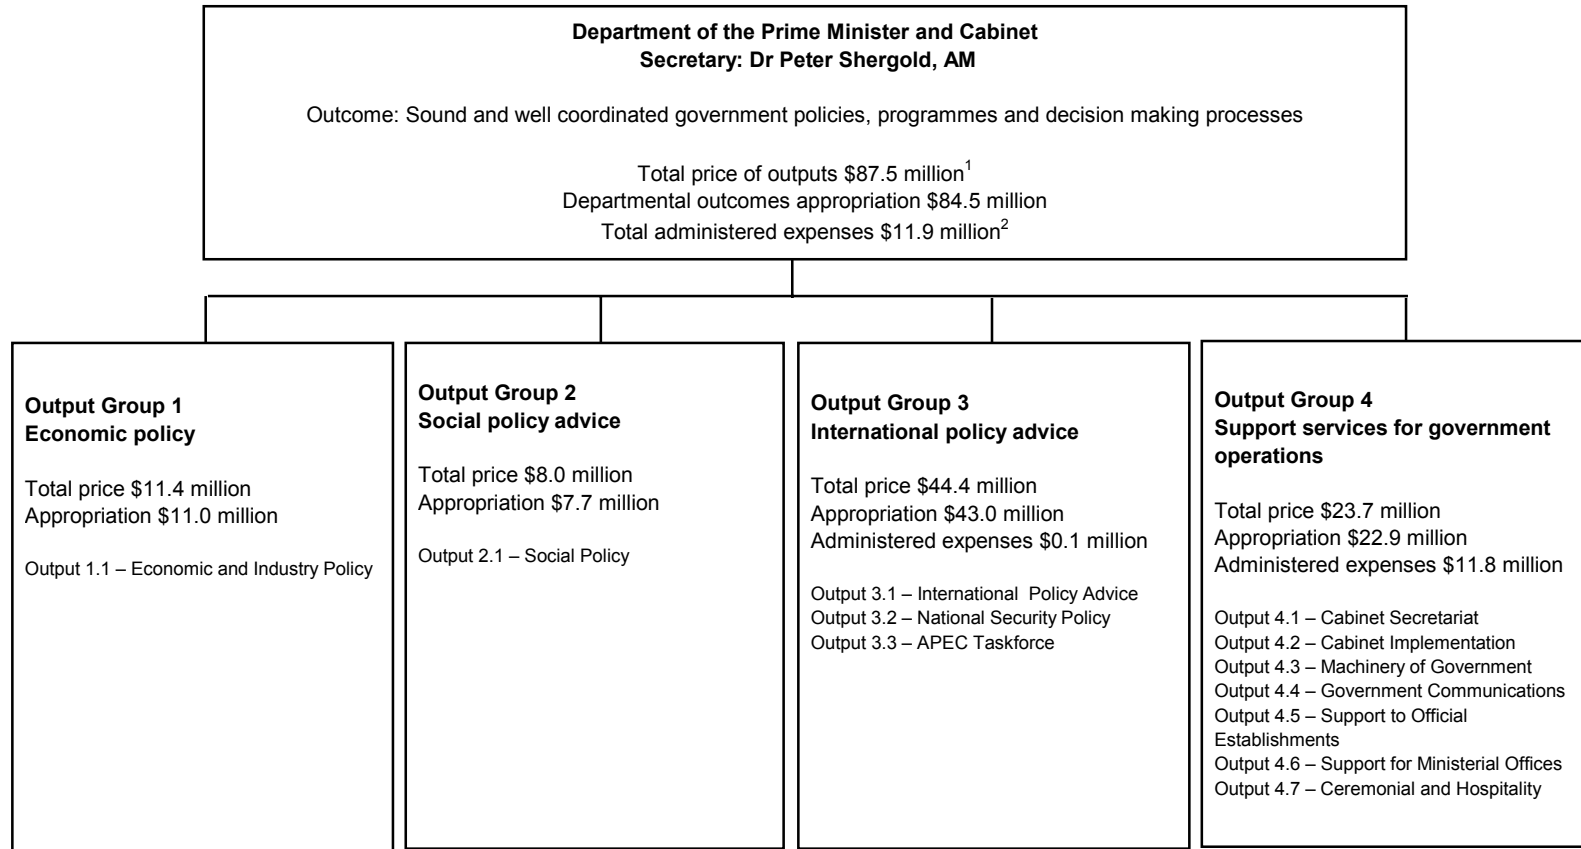 Department of the Prime Minister and Cabinet
Secretary: Dr Peter Shergold, AM
Outcome: Sound and well coordinated government policies, programmes and decision making processes
Total price of outputs $87.5 million1
Departmental outcomes appropriation $84.5 million
Total administered expenses $11.9 million2
Output Group 1
Economic policy
Total price $11.4 million
Appropriation $11.0 million
Output 1.1 – Economic and Industry Policy
Output Group 2
Social policy advice
Total price $8.0 million
Appropriation $7.7 million
Output 2.1 – Social Policy
Output Group 3
International policy advice
Total price $44.4 million
Appropriation $43.0 million
Administered expenses $0.1 million
Output 3.1 – International Policy Advice
Output 3.2 – National Security Policy
Output 3.3 – APEC Taskforce
Output Group 4
Support services for government
operations
Total price $23.7 million
Appropriation $22.9 million
Administered expenses $11.8 million
Output 4.1 – Cabinet Secretariat
Output 4.2 – Cabinet Implementation
Output 4.3 – Machinery of Government
Output 4.4 – Government Communications
Output 4.5 – Support to Official
Establishments
Output 4.6 – Support for Ministerial Offices
Output 4.7 – Ceremonial and Hospitality